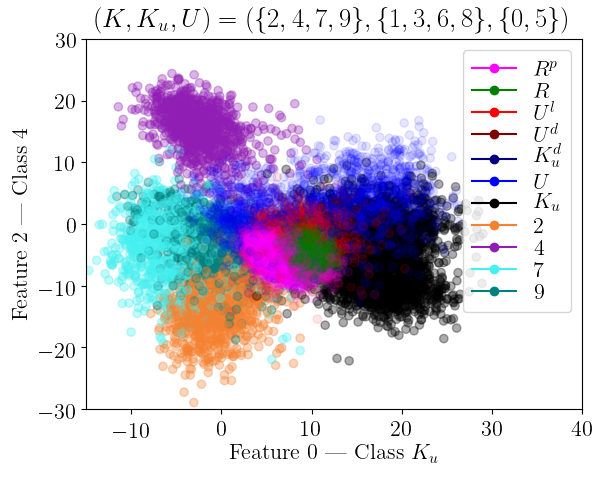 (K, K_u, U) = ({2, 4, 7, 9}, {1, 3, 6, 8}, {0, 5})
30
20
10
0
−10
−20
−30
Feature 2 — Class 4
R^p
R
U^l
U^d
K_u^d
U
K_u
2
4
7
9
−10
0
10
20
30
40
Feature 0 — Class K_u